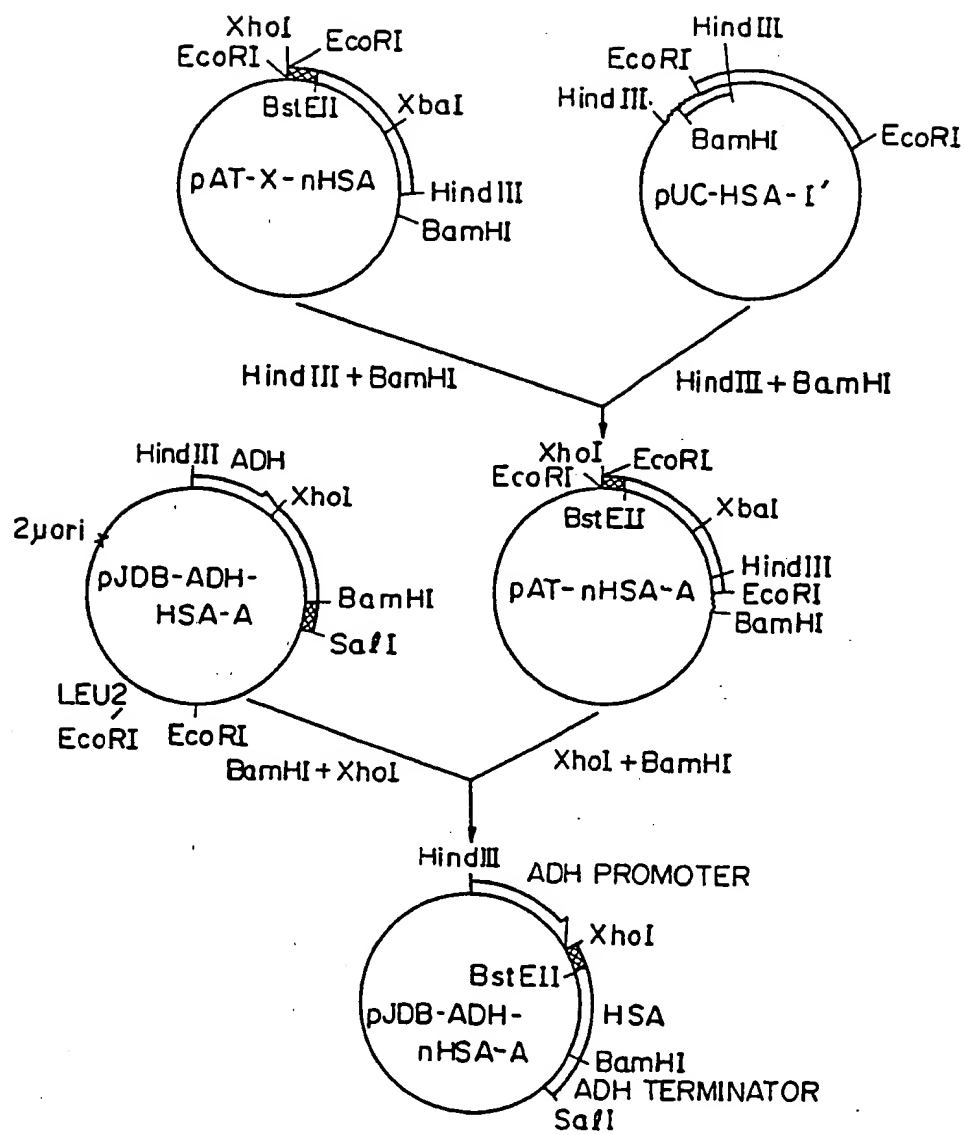 XhoI
EcoRI
EcoRI
BstEII
XbaI
pAT-X-nHSA
HindIII
BamHI
HindIII
EcoRI
HindIII
BamHI
EcoRI
pUC-HSA-I'
HindIII+BamHI
HindIII+BamHI
HindIII
ADH
XhoI
2μori
pJDB-ADH-
HSA-A
BamHI
SalI
LEU2
EcoRI
EcoRI
XhoI
EcoRI
EcoRI
BstEII
XbaI
pAT-nHSA-A
HindIII
EcoRI
BamHI
BamHI+XhoI
XhoI+BamHI
HindIII
ADH PROMOTER
XhoI
BstEII
pJDB-ADH-
nHSA-A
HSA
BamHI
ADH TERMINATOR
SalI